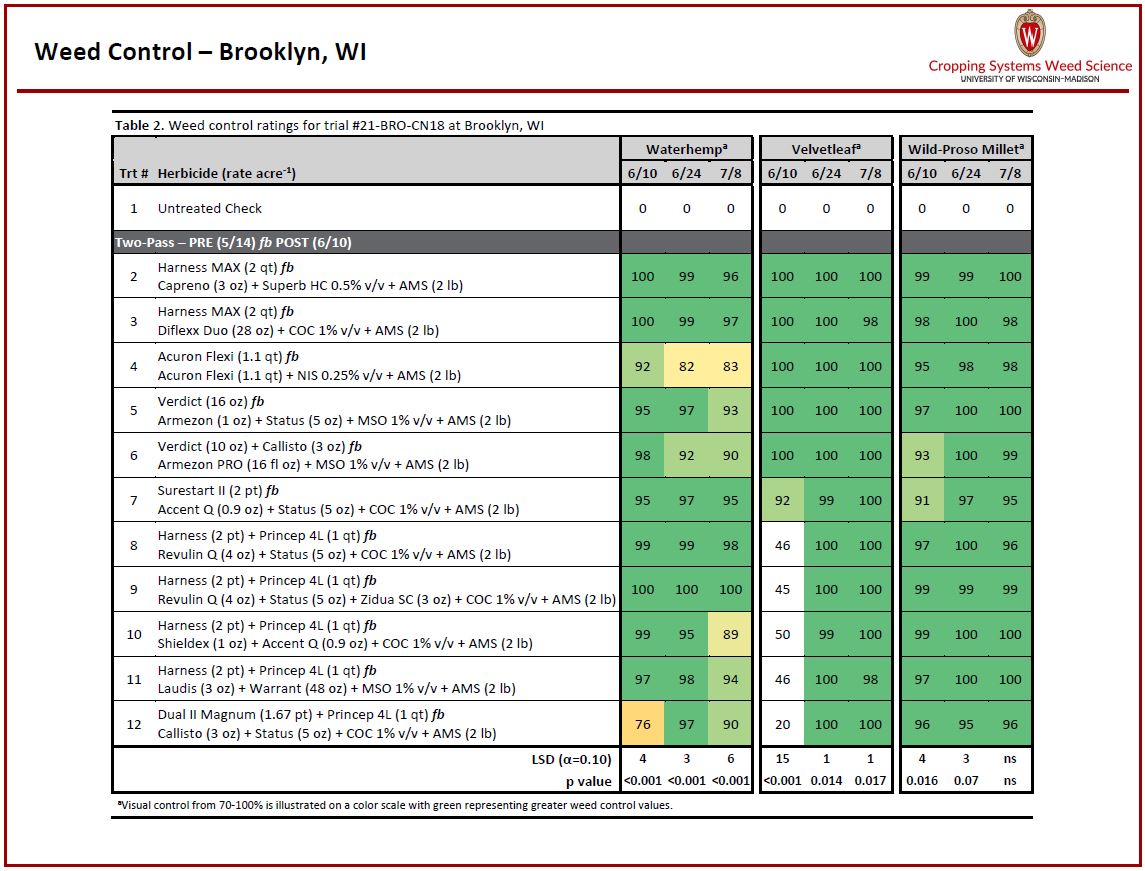 Weed Control – Brooklyn, WI
W
Cropping Systems Weed Science
UNIVERSITY OF WISCONSIN–MADISON
Table 2. Weed control ratings for trial #21-BRO-CN18 at Brooklyn, WI
Waterhempª Velvetleafª Wild-Proso Milletª
Trt # Herbicide (rate acre⁻¹) 6/10 6/24 7/8 6/10 6/24 7/8 6/10 6/24 7/8
1 Untreated Check 0 0 0 0 0 0 0 0 0
Two-Pass – PRE (5/14) fb POST (6/10)
Harness MAX (2 qt) fb
2 100 99 96 100 100 100 99 99 100
Capreno (3 oz) + Superb HC 0.5% v/v + AMS (2 lb)
Harness MAX (2 qt) fb
3 100 99 97 100 100 98 98 100 98
Diflexx Duo (28 oz) + COC 1% v/v + AMS (2 lb)
Acuron Flexi (1.1 qt) fb
4 92 82 83 100 100 100 95 98 98
Acuron Flexi (1.1 qt) + NIS 0.25% v/v + AMS (2 lb)
Verdict (16 oz) fb
5 95 97 93 100 100 100 97 100 100
Armezon (1 oz) + Status (5 oz) + MSO 1% v/v + AMS (2 lb)
Verdict (10 oz) + Callisto (3 oz) fb
6 98 92 90 100 100 100 93 100 99
Armezon PRO (16 fl oz) + MSO 1% v/v + AMS (2 lb)
Surestart II (2 pt) fb
7 95 97 95 92 99 100 91 97 95
Accent Q (0.9 oz) + Status (5 oz) + COC 1% v/v + AMS (2 lb)
Harness (2 pt) + Princep 4L (1 qt) fb
8 99 99 98 46 100 100 97 100 96
Revulin Q (4 oz) + Status (5 oz) + COC 1% v/v + AMS (2 lb)
Harness (2 pt) + Princep 4L (1 qt) fb
9 100 100 100 45 100 100 99 99 99
Revulin Q (4 oz) + Status (5 oz) + Zidua SC (3 oz) + COC 1% v/v + AMS (2 lb)
Harness (2 pt) + Princep 4L (1 qt) fb
10 99 95 89 50 99 100 99 100 100
Shieldex (1 oz) + Accent Q (0.9 oz) + COC 1% v/v + AMS (2 lb)
Harness (2 pt) + Princep 4L (1 qt) fb
11 97 98 94 46 100 98 97 100 100
Laudis (3 oz) + Warrant (48 oz) + MSO 1% v/v + AMS (2 lb)
Dual II Magnum (1.67 pt) + Princep 4L (1 qt) fb
12 76 97 90 20 100 100 96 95 96
Callisto (3 oz) + Status (5 oz) + COC 1% v/v + AMS (2 lb)
LSD (α=0.10) 4 3 6 15 1 1 4 3 ns
p value <0.001 <0.001 <0.001 <0.001 0.014 0.017 0.016 0.07 ns
ªVisual control from 70-100% is illustrated on a color scale with green representing greater weed control values.